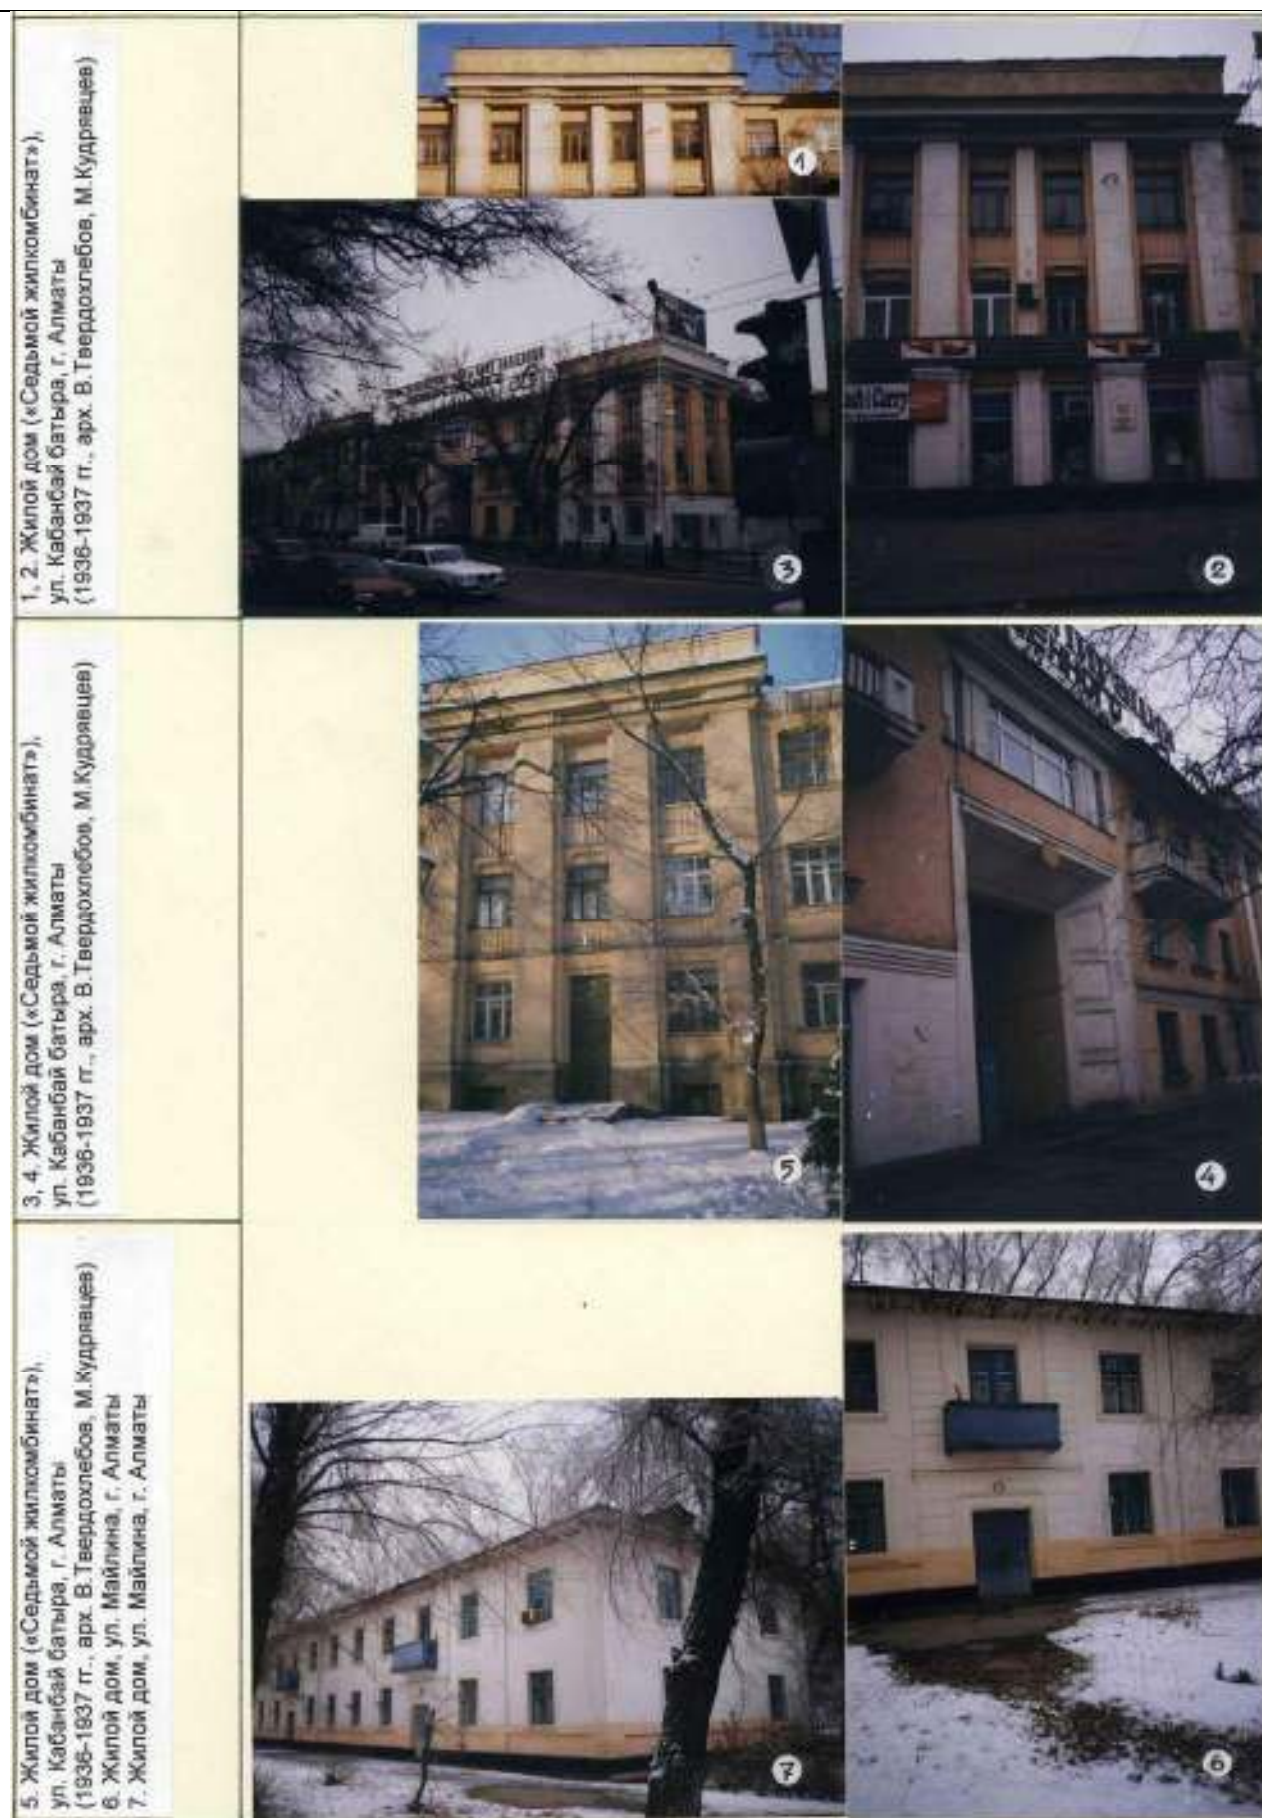 1, 2. Жилой дом («Седьмой жилкомбинат»),
ул. Кабанбай батыра, г. Алматы
(1936-1937 гг., арх. В.Твердохлебов, М.Кудрявцев)
3, 4. Жилой дом («Седьмой жилкомбинат»),
ул. Кабанбай батыра, г. Алматы
(1936-1937 гг., арх. В.Твердохлебов, М.Кудрявцев)
5. Жилой дом («Седьмой жилкомбинат»),
ул. Кабанбай батыра, г. Алматы
(1936-1937 гг., арх. В.Твердохлебов, М.Кудрявцев)
6. Жилой дом, ул. Майлина, г. Алматы
7. Жилой дом, ул. Майлина, г. Алматы
1
2
3
4
5
6
7